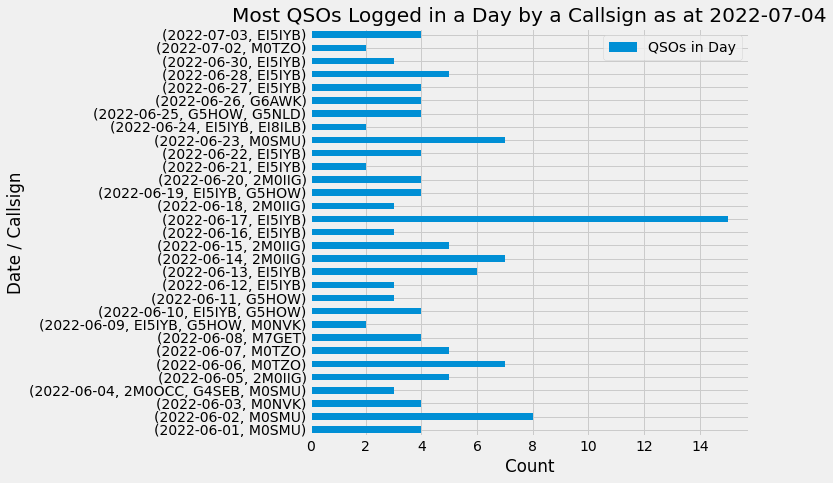 Most QSOs Logged in a Day by a Callsign as at 2022-07-04
QSOs in Day
Date / Callsign
(2022-07-03, EI5IYB)
(2022-07-02, M0TZO)
(2022-06-30, EI5IYB)
(2022-06-28, EI5IYB)
(2022-06-27, EI5IYB)
(2022-06-26, G6AWK)
(2022-06-25, G5HOW, G5NLD)
(2022-06-24, EI5IYB, EI8ILB)
(2022-06-23, M0SMU)
(2022-06-22, EI5IYB)
(2022-06-21, EI5IYB)
(2022-06-20, 2M0IIG)
(2022-06-19, EI5IYB, G5HOW)
(2022-06-18, 2M0IIG)
(2022-06-17, EI5IYB)
(2022-06-16, EI5IYB)
(2022-06-15, 2M0IIG)
(2022-06-14, 2M0IIG)
(2022-06-13, EI5IYB)
(2022-06-12, EI5IYB)
(2022-06-11, G5HOW)
(2022-06-10, EI5IYB, G5HOW)
(2022-06-09, EI5IYB, G5HOW, M0NVK)
(2022-06-08, M7GET)
(2022-06-07, M0TZO)
(2022-06-06, M0TZO)
(2022-06-05, 2M0IIG)
(2022-06-04, 2M0OCC, G4SEB, M0SMU)
(2022-06-03, M0NVK)
(2022-06-02, M0SMU)
(2022-06-01, M0SMU)
0 2 4 6 8 10 12 14
Count